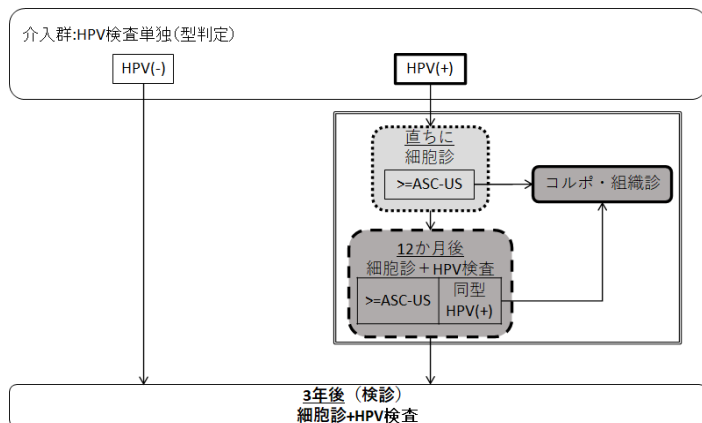 介入群:HPV検査単独(型判定)
HPV(-)
HPV(+)
直ちに
細胞診
>=ASC-US
コルポ・組織診
12か月後
細胞診+HPV検査
>=ASC-US
同型
HPV(+)
3年後（検診）
細胞診+HPV検査